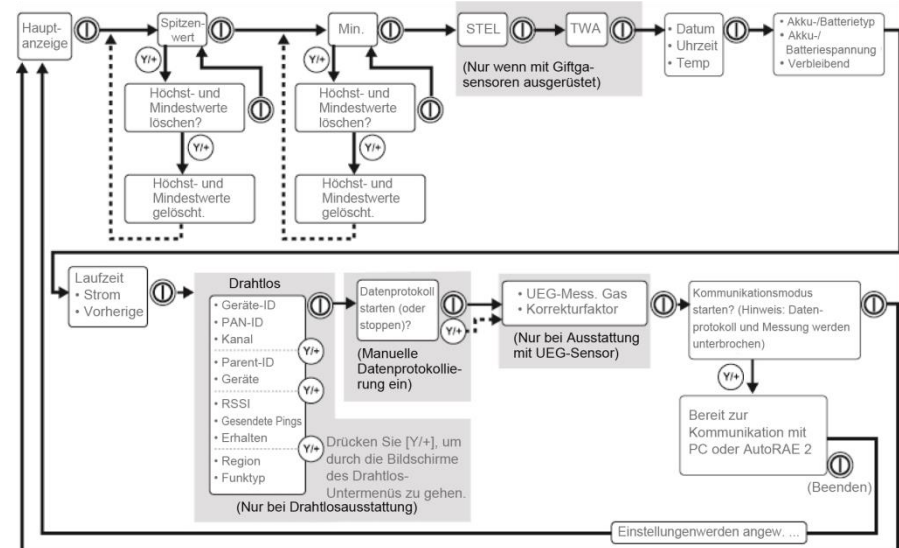 Haupt-
anzeige
Spitzen-
wert
Y/+
Höchst- und
Mindestwerte
löschen?
Y/+
Höchst- und
Mindestwerte
gelöscht.
Min.
Y/+
Höchst- und
Mindestwerte
löschen?
Y/+
Höchst- und
Mindestwerte
gelöscht.
STEL
TWA
(Nur wenn mit Giftga-
sensoren ausgerüstet)
• Datum
• Uhrzeit
• Temp
• Akku-/Batterietyp
• Akku-/
Batteriespannung
• Verbleibend
Laufzeit
• Strom
• Vorherige
Drahtlos
• Geräte-ID
• PAN-ID
• Kanal
Y/+
• Parent-ID
• Geräte
Y/+
• RSSI
• Gesendete Pings
• Erhalten
Y/+
• Region
• Funktyp
Drücken Sie [Y/+], um
durch die Bildschirme
des Drahtlos-
Untermenüs zu gehen.
(Nur bei Drahtlosausstattung)
Datenprotokoll
starten (oder
stoppen)?
Y/+
(Manuelle
Datenprotokollie-
rung ein)
• UEG-Mess. Gas
• Korrekturfaktor
(Nur bei Ausstattung
mit UEG-Sensor)
Kommunikationsmodus
starten? (Hinweis: Daten-
protokoll und Messung werden
unterbrochen)
Y/+
Bereit zur
Kommunikation mit
PC oder AutoRAE 2
(Beenden)
Einstellungenwerden angew. ...